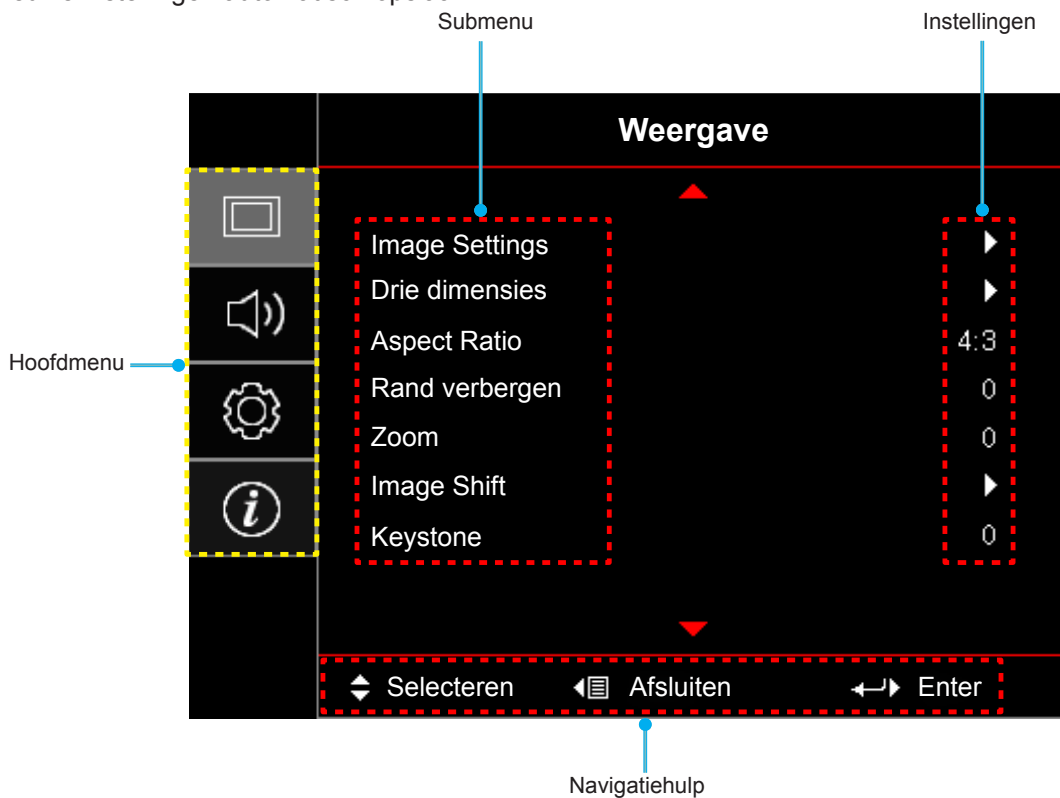 Submenu
Instellingen
Weergave
Image Settings
Drie dimensies
Aspect Ratio 4:3
Hoofdmenu
Rand verbergen 0
Zoom 0
Image Shift
Keystone 0
Selecteren Afsluiten Enter
Navigatiehulp